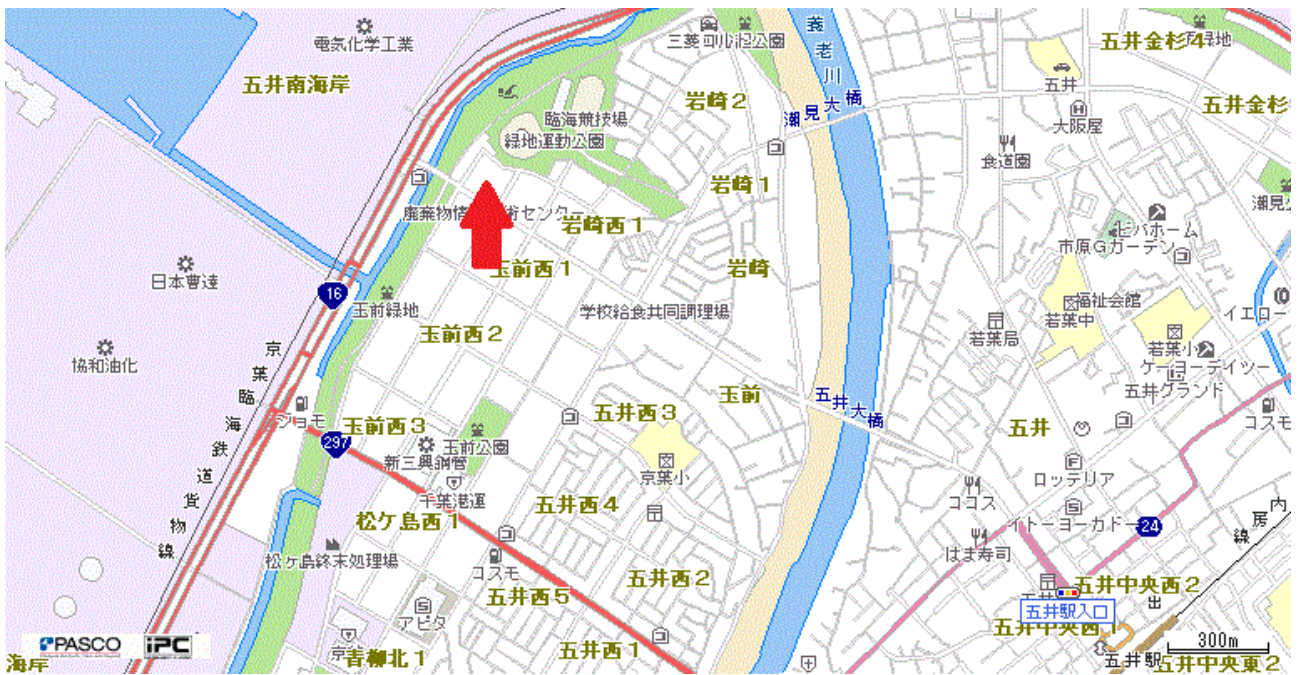 電気化学工業
三菱
公園
五井金杉4
緑地
五井南海岸
養老川
五井
岩崎2
潮見大橋
五井金杉
大阪屋
臨海競技場
緑地運動公園
食道園
岩崎1
潮見
廃棄物情
術センター
岩崎西1
ビバホーム
市原Gガーデン
玉前西1
岩崎
日本曹達
16
玉前緑地
学校給食共同調理場
福祉会館
若葉中
イエロー
玉前西2
若葉局
若葉小
ケーヨーデイツー
協和油化
京葉臨海鉄道貨物線
五井グランド
玉前
五井大橋
ジョモ
玉前西3
五井西3
五井
コスモ
297
玉前公園
新三興鋼管
京葉小
ロッテリア
千葉港運
ココス
五井西4
イトーヨーカドー
松ケ島西1
24
内房線
はま寿司
松ケ島終末処理場
コスモ
五井西2
五井中央西2
五井西5
出
アピタ
五井駅入口
五井中央西1
PASCO
iPC
300m
京
海岸
青柳北1
五井西1
五井駅
五井中央東2